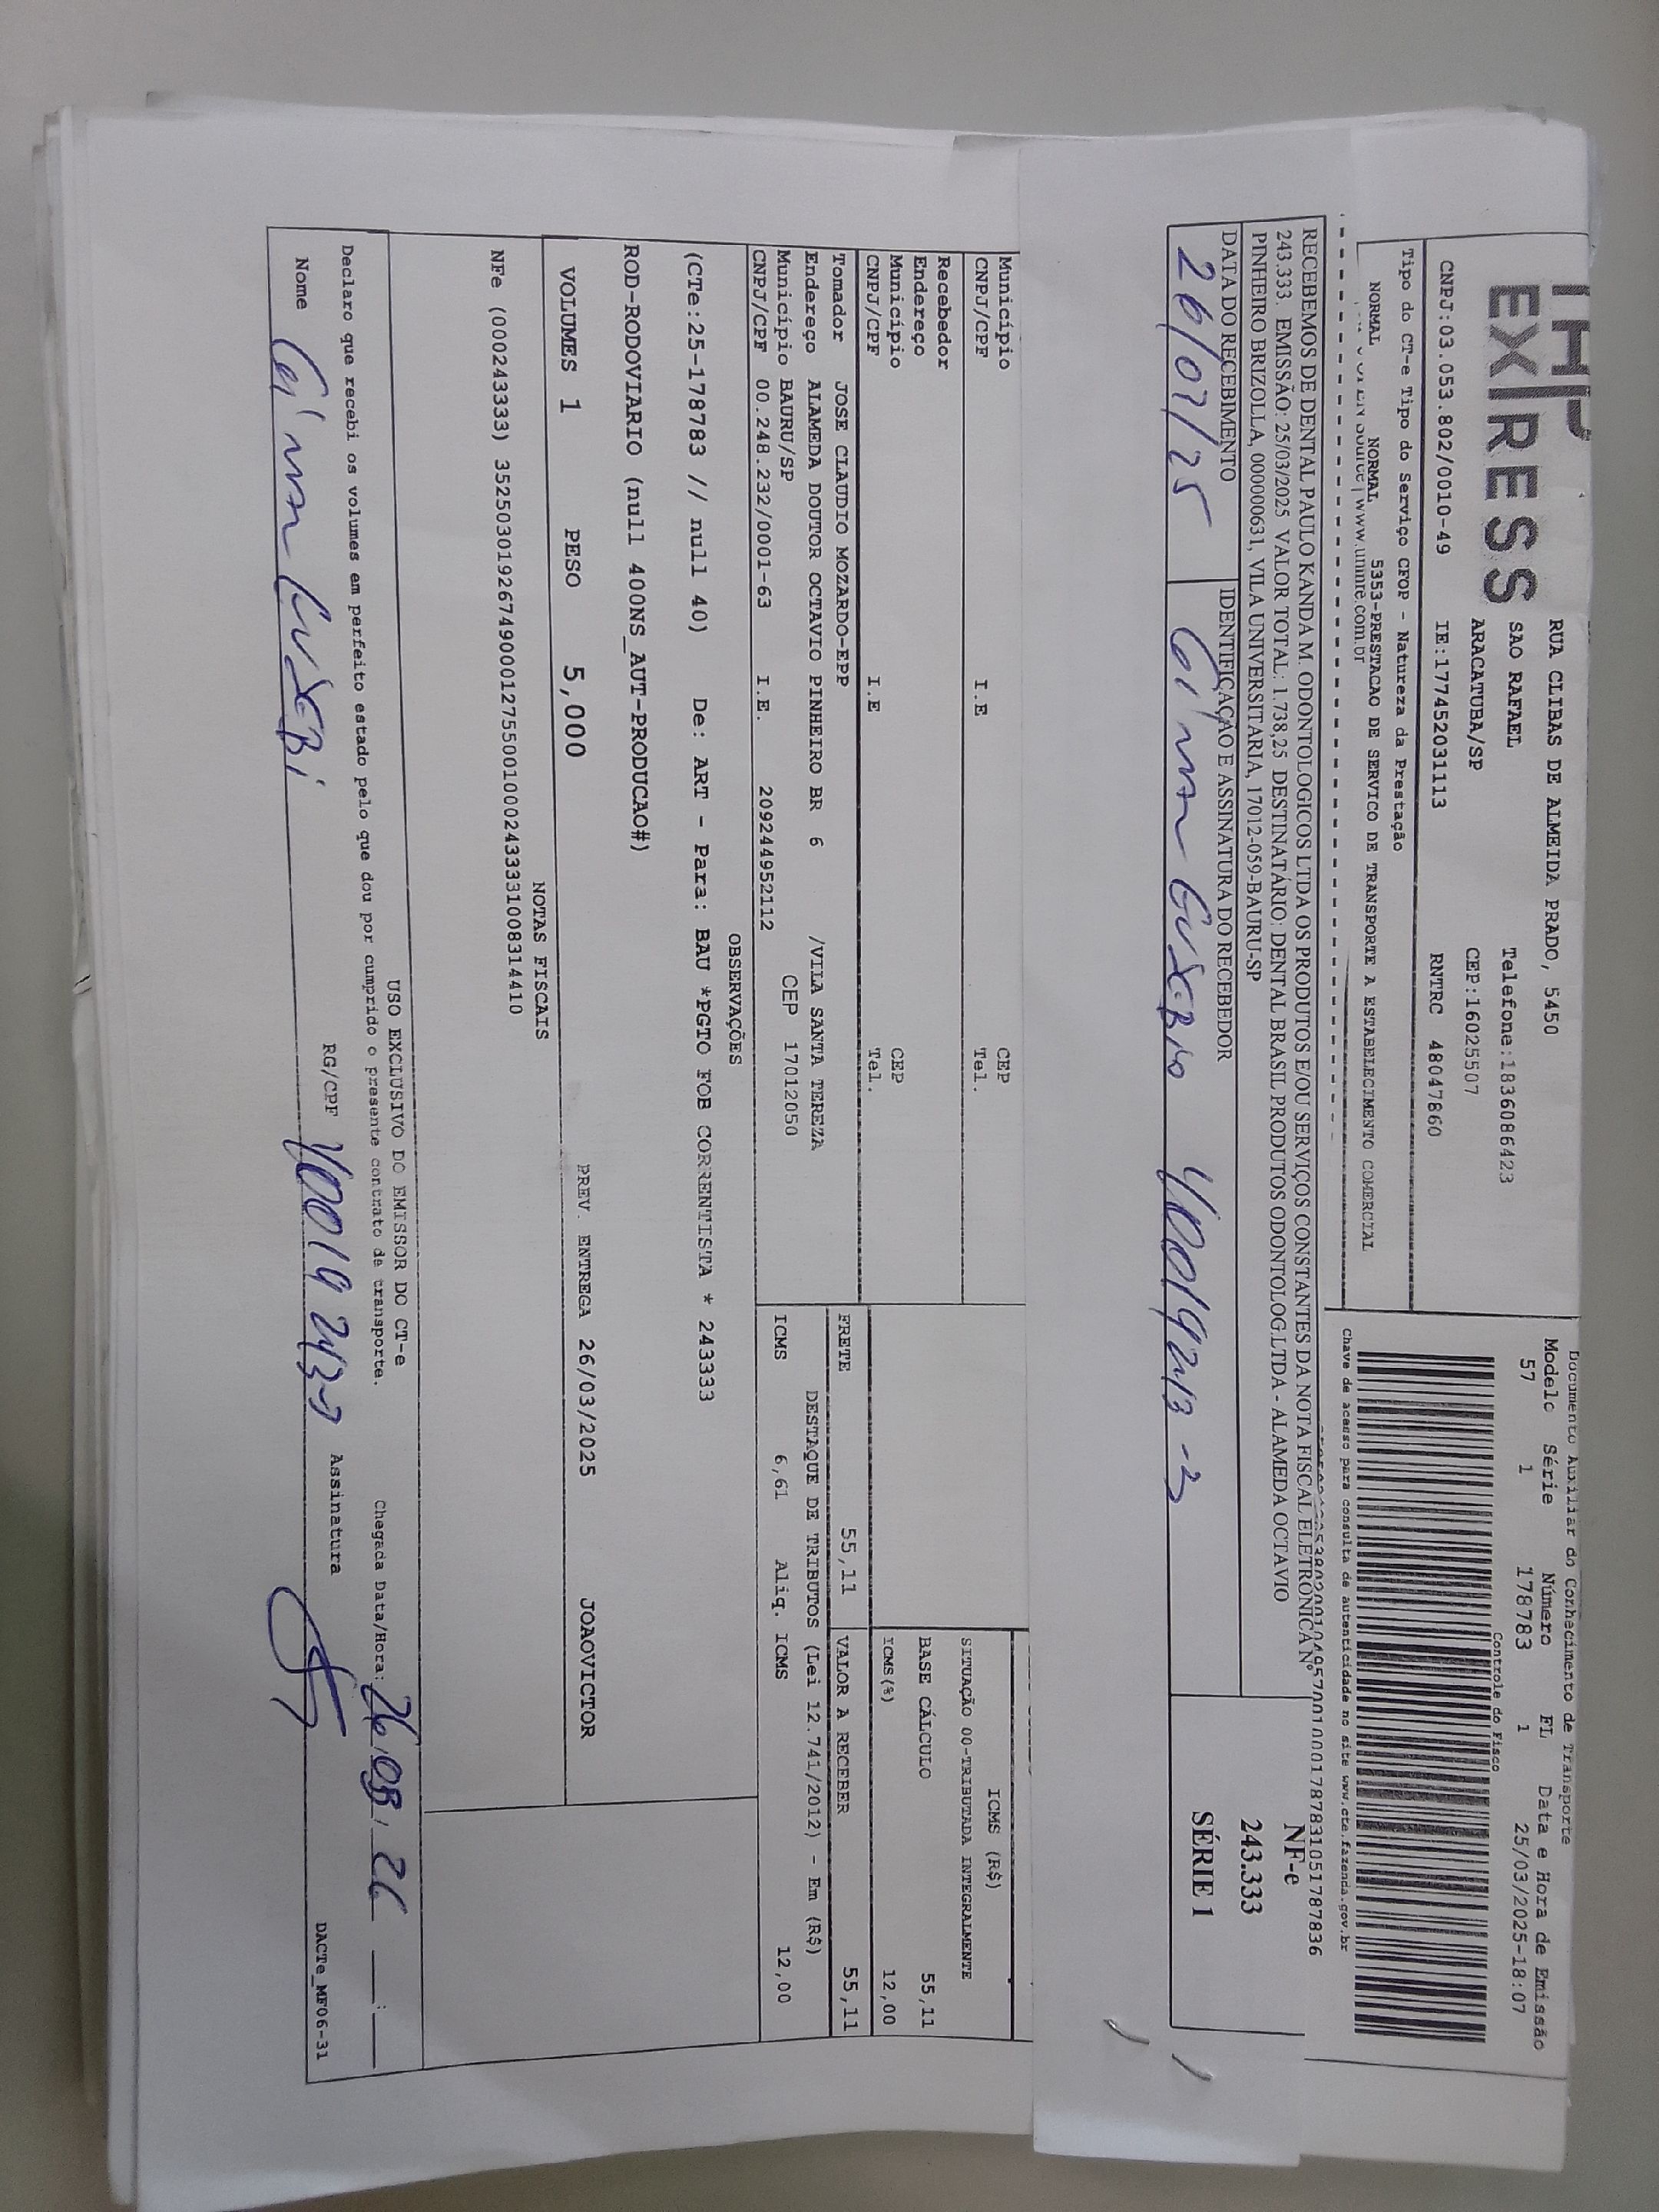 EXPRESS
RUA CLIBAS DE ALMEIDA PRADO, 5450
SAO RAFAEL Telefone:1836086423
ARACATUBA/SP CEP:16025507
CNPJ:03.053.802/0010-49 IE:177452031113 RNTRC 48047860
Tipo do CT-e Tipo do Serviço CFOP - Natureza da Prestação
NORMAL NORMAL 5353-PRESTACAO DE SERVICO DE TRANSPORTE A ESTABELECIMENTO COMERCIAL
Documento Auxiliar do Conhecimento de Transporte
Modelo Série Número FL Data e Hora de Emissão
57 1 178783 1 25/03/2025-18:07
Controle do Fisco
Chave de acesso para consulta de autenticidade no site www.cte.fazenda.gov.br
RECEBEMOS DE DENTAL PAULO KANDA M. ODONTOLOGICOS LTDA OS PRODUTOS E/OU SERVIÇOS CONSTANTES DA NOTA FISCAL ELETRÔNICA Nº
243.333. EMISSÃO: 25/03/2025 VALOR TOTAL: 1.738,25 DESTINATÁRIO: DENTAL BRASIL PRODUTOS ODONTOLOG.LTDA - ALAMEDA OCTAVIO
PINHEIRO BRIZOLLA, 00000631, VILA UNIVERSITARIA, 17012-059-BAURU-SP
NF-e
243.333
SÉRIE 1
DATA DO RECEBIMENTO IDENTIFICAÇÃO E ASSINATURA DO RECEBEDOR
Município CEP
CNPJ/CPF I.E Tel.
Recebedor
Endereço
Município CEP
CNPJ/CPF I.E Tel.
ICMS (R$)
SITUAÇÃO 00-TRIBUTADA INTEGRALMENTE
BASE CÁLCULO 55,11
ICMS(%) 12,00
Tomador JOSE CLAUDIO MOZARDO-EPP
Endereço ALAMEDA DOUTOR OCTAVIO PINHEIRO BR 6 /VILA SANTA TEREZA
Município BAURU/SP CEP 17012050
CNPJ/CPF 00.248.232/0001-63 I.E. 209244952112
FRETE 55,11 VALOR A RECEBER 55,11
DESTAQUE DE TRIBUTOS (Lei 12.741/2012) - Em (R$)
ICMS 6,61 Aliq. ICMS 12,00
OBSERVAÇÕES
(CTe:25-178783 // null 40) De: ART - Para: BAU *PGTO FOB CORRENTISTA * 243333
ROD-RODOVIARIO (null 400NS_AUT-PRODUCAO#)
VOLUMES 1 PESO 5,000 PREV. ENTREGA 26/03/2025 JOAOVICTOR
NOTAS FISCAIS
NFe (000243333) 35250301926749000127550010002433331008314410
USO EXCLUSIVO DO EMISSOR DO CT-e
Declaro que recebi os volumes em perfeito estado pelo que dou por cumprido o presente contrato de transporte. Chegada Data/Hora:
Nome RG/CPF Assinatura
DACTe_MF06-31